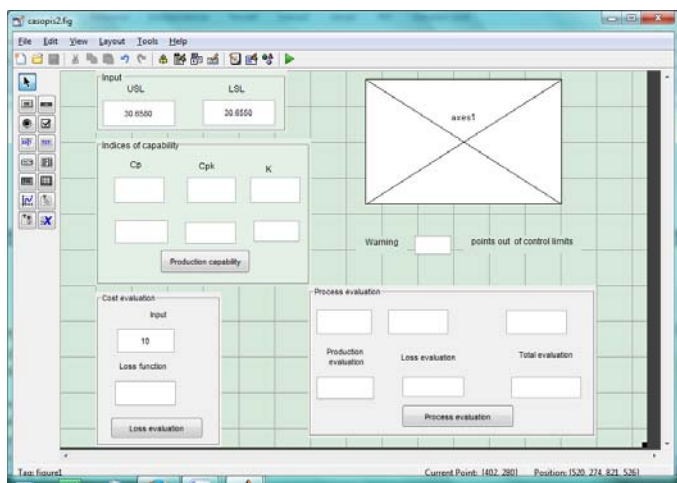 casopis2.fig
File Edit View Layout Tools Help
Input
USL LSL
30.6560 30.6550
axes1
Indices of capability
Cp Cpk K
Warning points out of control limits
Production capability
Cost evaluation
Input
10
Loss function
Loss evaluation
Process evaluation
Production evaluation
Loss evaluation
Total evaluation
Process evaluation
Tag: figure1 Current Point: [402, 280] Position: [520, 274, 821, 526]